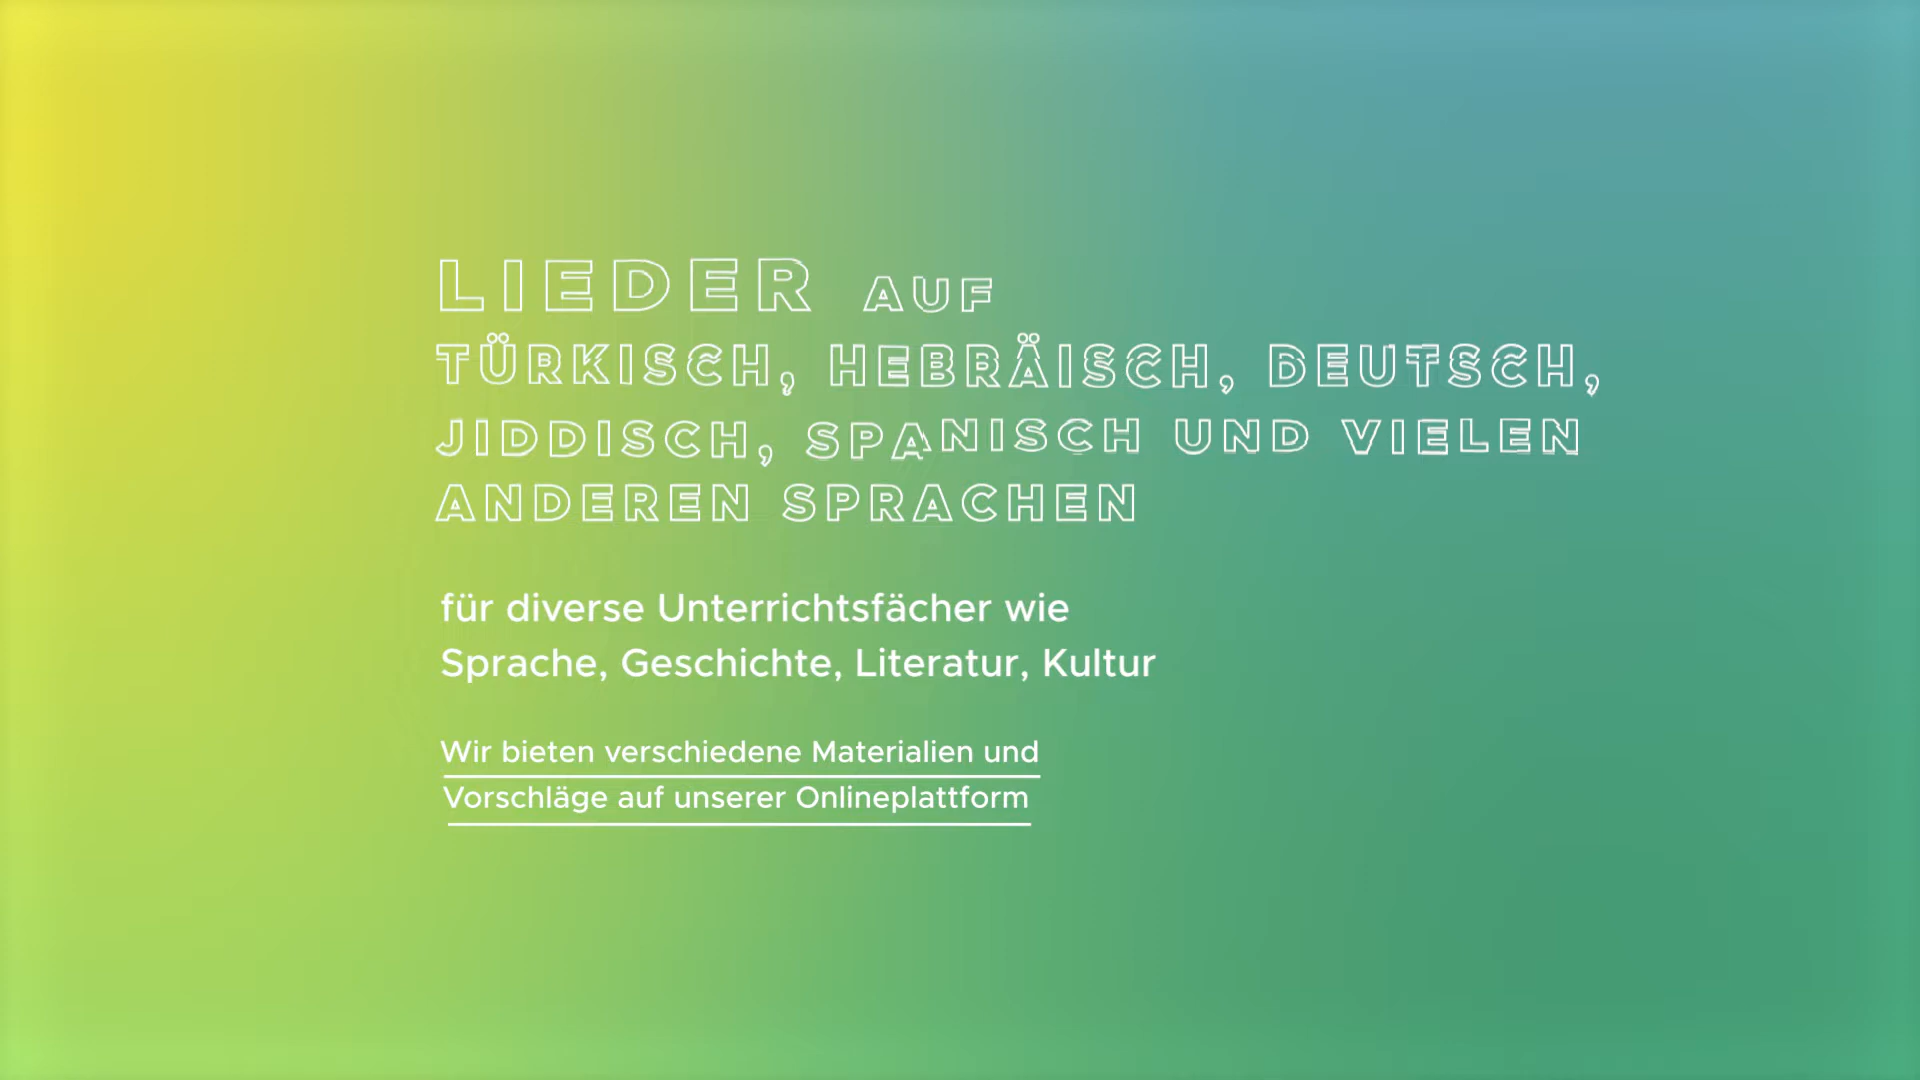 LIEDER AUF
TÜRKISCH, HEBRÄISCH, DEUTSCH,
JIDDISCH, SPANISCH UND VIELEN
ANDEREN SPRACHEN
für diverse Unterrichtsfächer wie
Sprache, Geschichte, Literatur, Kultur
Wir bieten verschiedene Materialien und
Vorschläge auf unserer Onlineplattform